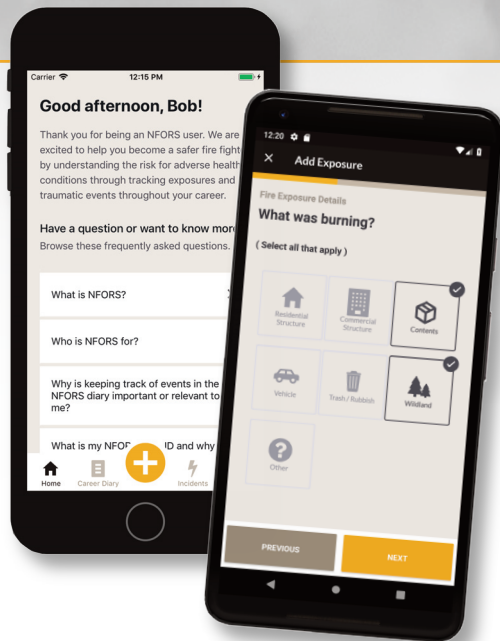 Carrier
12:15 PM
Good afternoon, Bob!
Thank you for being an NFORS user. We are
excited to help you become a safer fire
by understanding the risk for adverse health
conditions through tracking exposures and
traumatic events throughout your career.
Have a question or want to know
Browse these frequently asked questions.
What is NFORS?
Who is NFORS for?
Why is keeping track of events in the
NFORS diary important or relevant to
me?
What is my and why
Home
Career Diary
Incidents
12:20
Add Exposure
Fire Exposure Details
What was burning?
( Select all that apply )
Residential
Structure
Commercial
Structure
Contents
Vehicle
Trash / Rubbish
Wildland
Other
PREVIOUS
NEXT